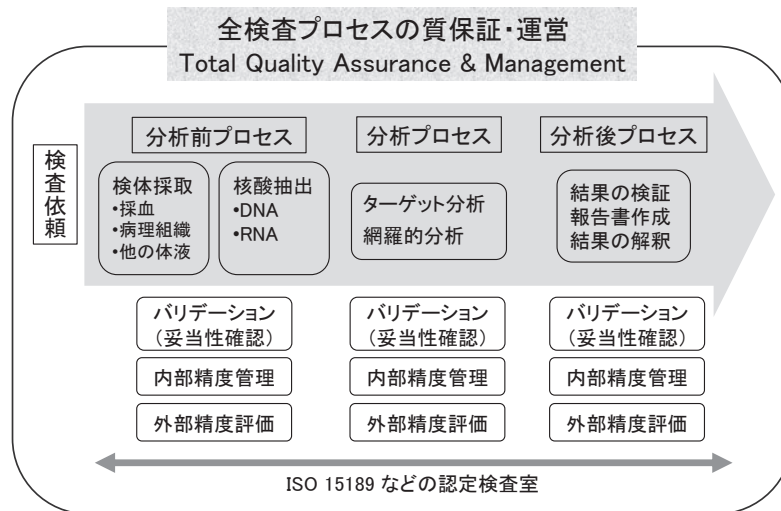 全検査プロセスの質保証・運営
Total Quality Assurance & Management
検査依頼
分析前プロセス
検体採取
•採血
•病理組織
•他の体液
核酸抽出
•DNA
•RNA
分析プロセス
ターゲット分析
網羅的分析
分析後プロセス
結果の検証
報告書作成
結果の解釈
バリデーション
(妥当性確認)
内部精度管理
外部精度評価
バリデーション
(妥当性確認)
内部精度管理
外部精度評価
バリデーション
(妥当性確認)
内部精度管理
外部精度評価
ISO 15189 などの認定検査室